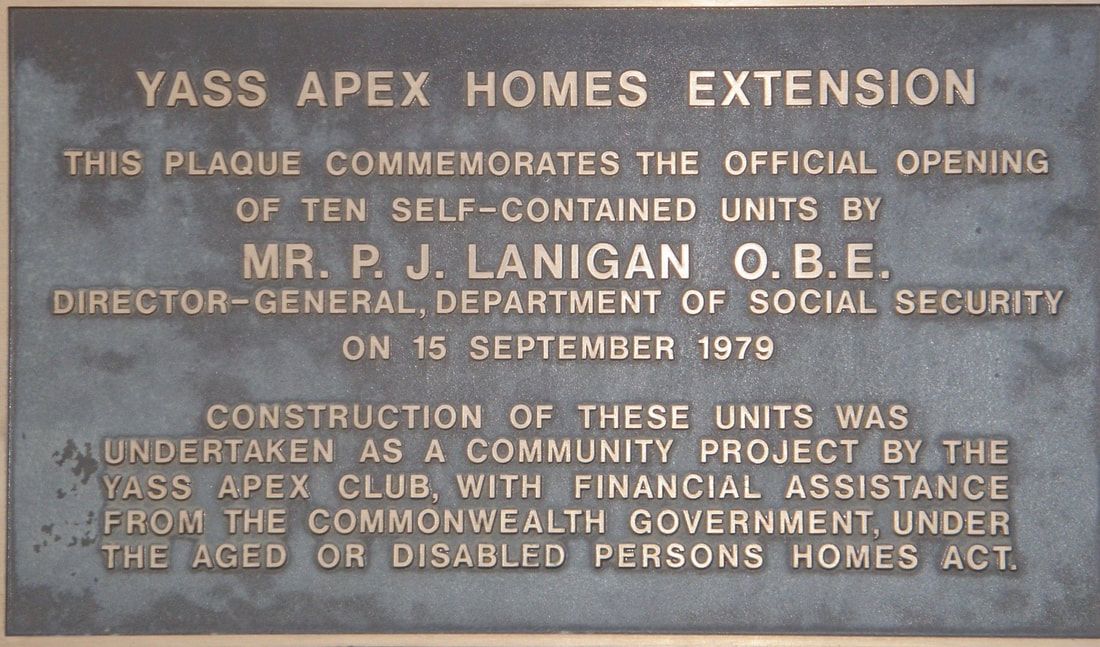 YASS APEX HOMES EXTENSION
THIS PLAQUE COMMEMORATES THE OFFICIAL OPENING
OF TEN SELF-CONTAINED UNITS BY
MR. P. J. LANIGAN O.B.E.
DIRECTOR-GENERAL, DEPARTMENT OF SOCIAL SECURITY
ON 15 SEPTEMBER 1979
CONSTRUCTION OF THESE UNITS WAS
UNDERTAKEN AS A COMMUNITY PROJECT BY THE
YASS APEX CLUB, WITH FINANCIAL ASSISTANCE
FROM THE COMMONWEALTH GOVERNMENT, UNDER
THE AGED OR DISABLED PERSONS HOMES ACT.